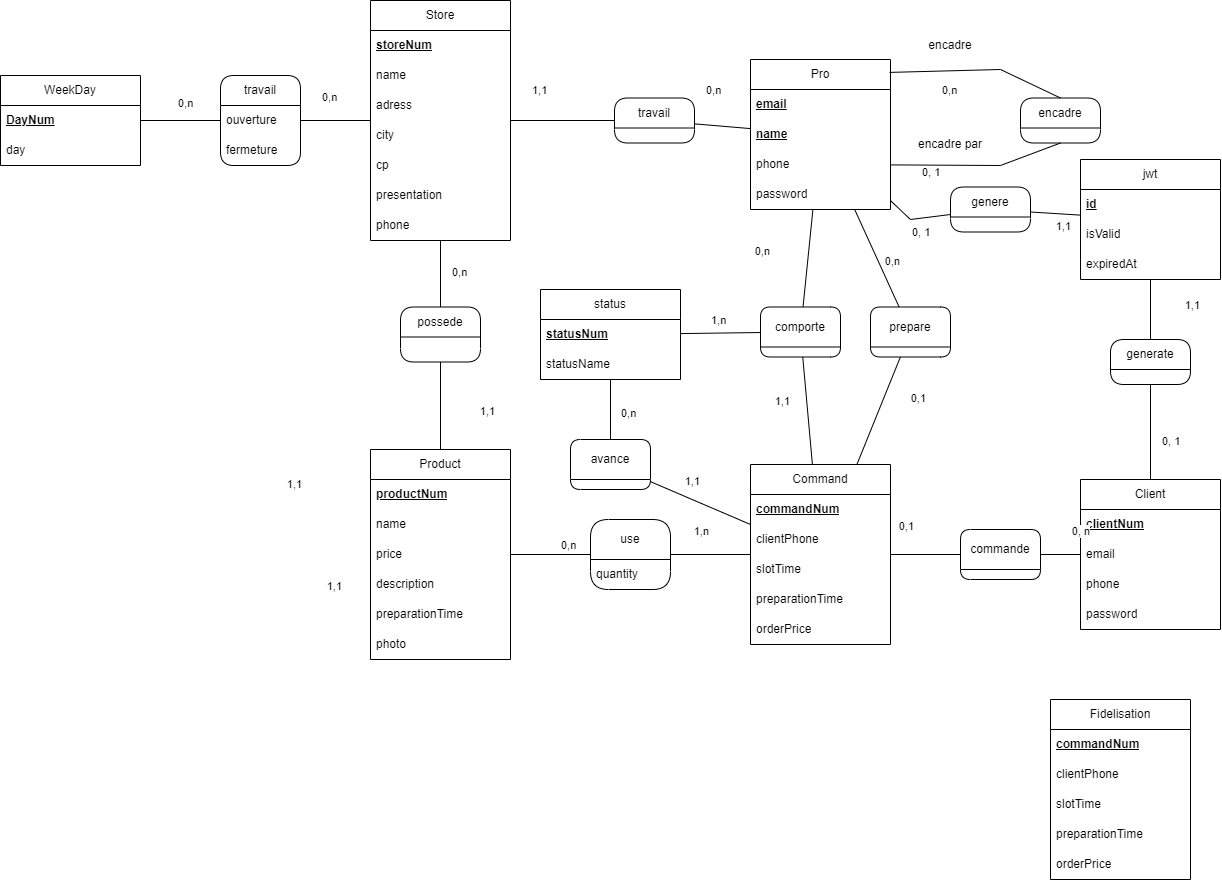 Store
storeNum
name
adress
city
cp
presentation
phone
WeekDay
DayNum
day
0,n
travail
ouverture
fermeture
0,n
1,1
travail
0,n
Pro
email
name
phone
password
encadre
0,n
encadre
encadre par
0, 1
genere
0, 1
1,1
jwt
id
isValid
expiredAt
0,n
possede
1,1
status
statusNum
statusName
1,n
0,n
comporte
1,1
0,n
prepare
0,1
1,1
generate
0, 1
0,n
avance
1,1
1,1
1,1
Product
productNum
name
price
description
preparationTime
photo
0,n
use
quantity
1,n
Command
commandNum
clientPhone
slotTime
preparationTime
orderPrice
0,1
commande
0, n
Client
clientNum
email
phone
password
Fidelisation
commandNum
clientPhone
slotTime
preparationTime
orderPrice